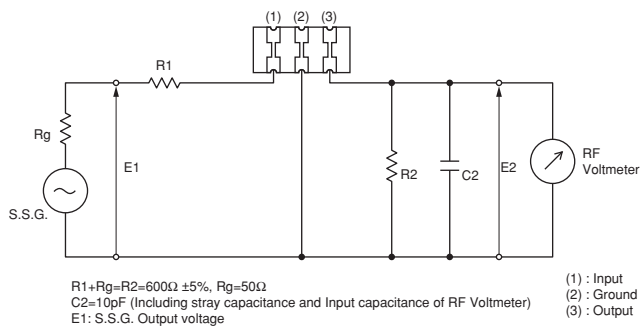 (1) (2) (3)
R1
Rg
E1
S.S.G.
R2
C2
E2
RF
Voltmeter
R1+Rg=R2=600Ω ±5%, Rg=50Ω
C2=10pF (Including stray capacitance and Input capacitance of RF Voltmeter)
E1: S.S.G. Output voltage
(1) : Input
(2) : Ground
(3) : Output